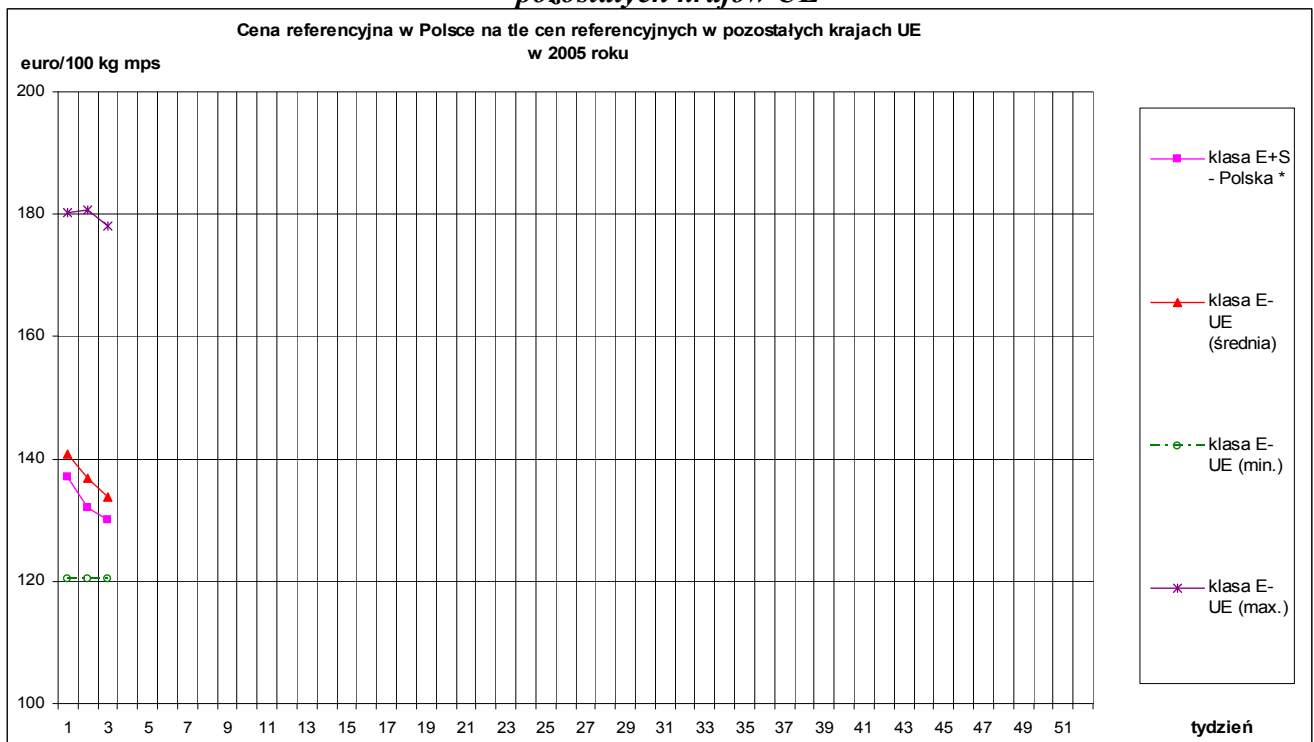 pozostałych krajów UE
Cena referencyjna w Polsce na tle cen referencyjnych w pozostałych krajach UE
w 2005 roku
euro/100 kg mps
200
180
160
140
120
100
1 3 5 7 9 11 13 15 17 19 21 23 25 27 29 31 33 35 37 39 41 43 45 47 49 51
tydzień
klasa E+S
- Polska *
klasa E-
UE
(średnia)
klasa E-
UE (min.)
klasa E-
UE (max.)